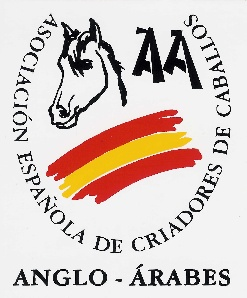 AA
ASOCIACIÓN ESPAÑOLA DE CRIADORES DE CABALLOS
ANGLO - ÁRABES